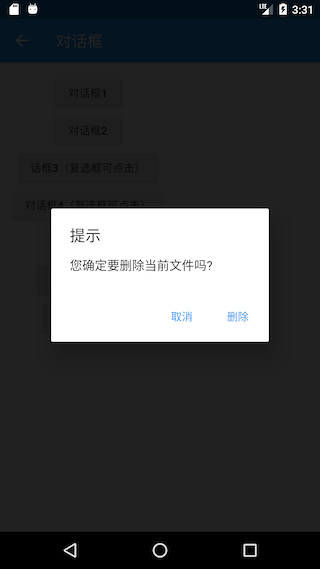 LTE 3:31
对话框
对话框1
对话框2
话框3（复选框可点击）
对话框4（复选框可点击）
提示
您确定要删除当前文件吗?
取消 删除